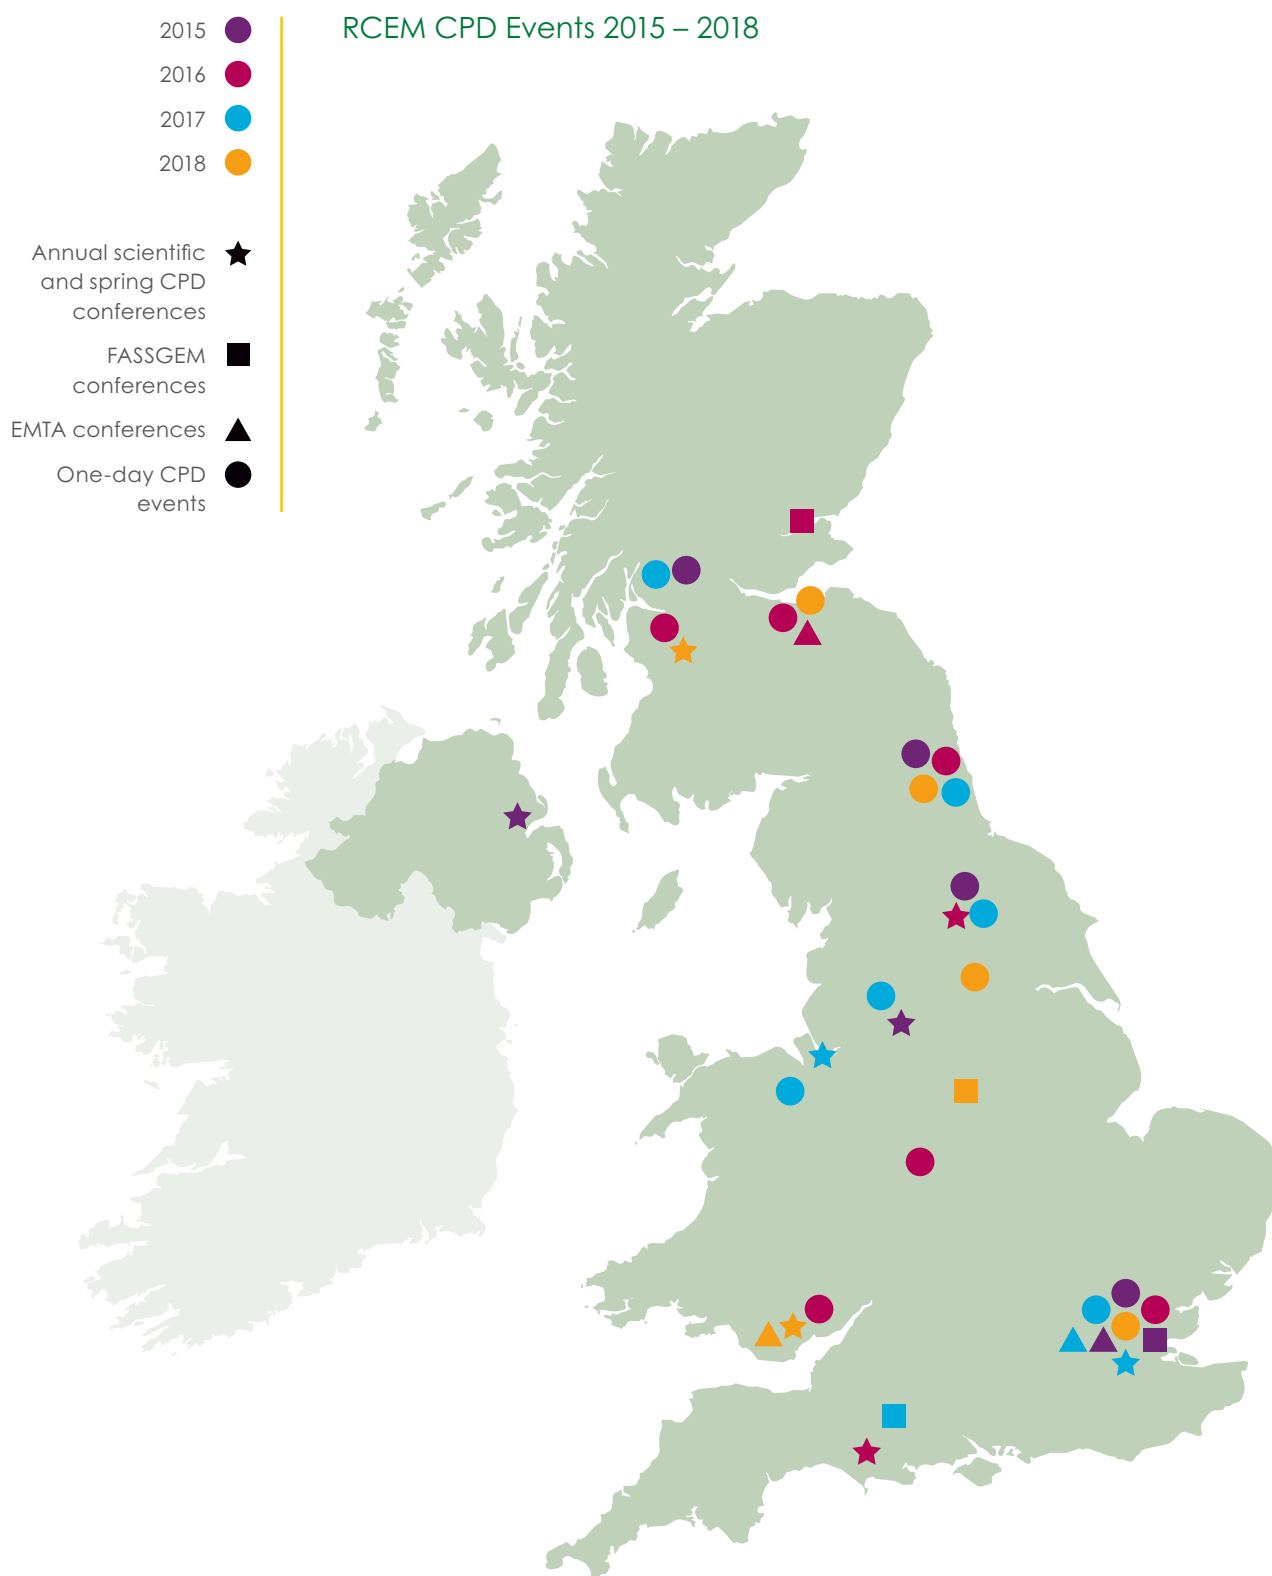 RCEM CPD Events 2015 – 2018
2015
2016
2017
2018
Annual scientific
and spring CPD
conferences
FASSGEM
conferences
EMTA conferences
One-day CPD
events